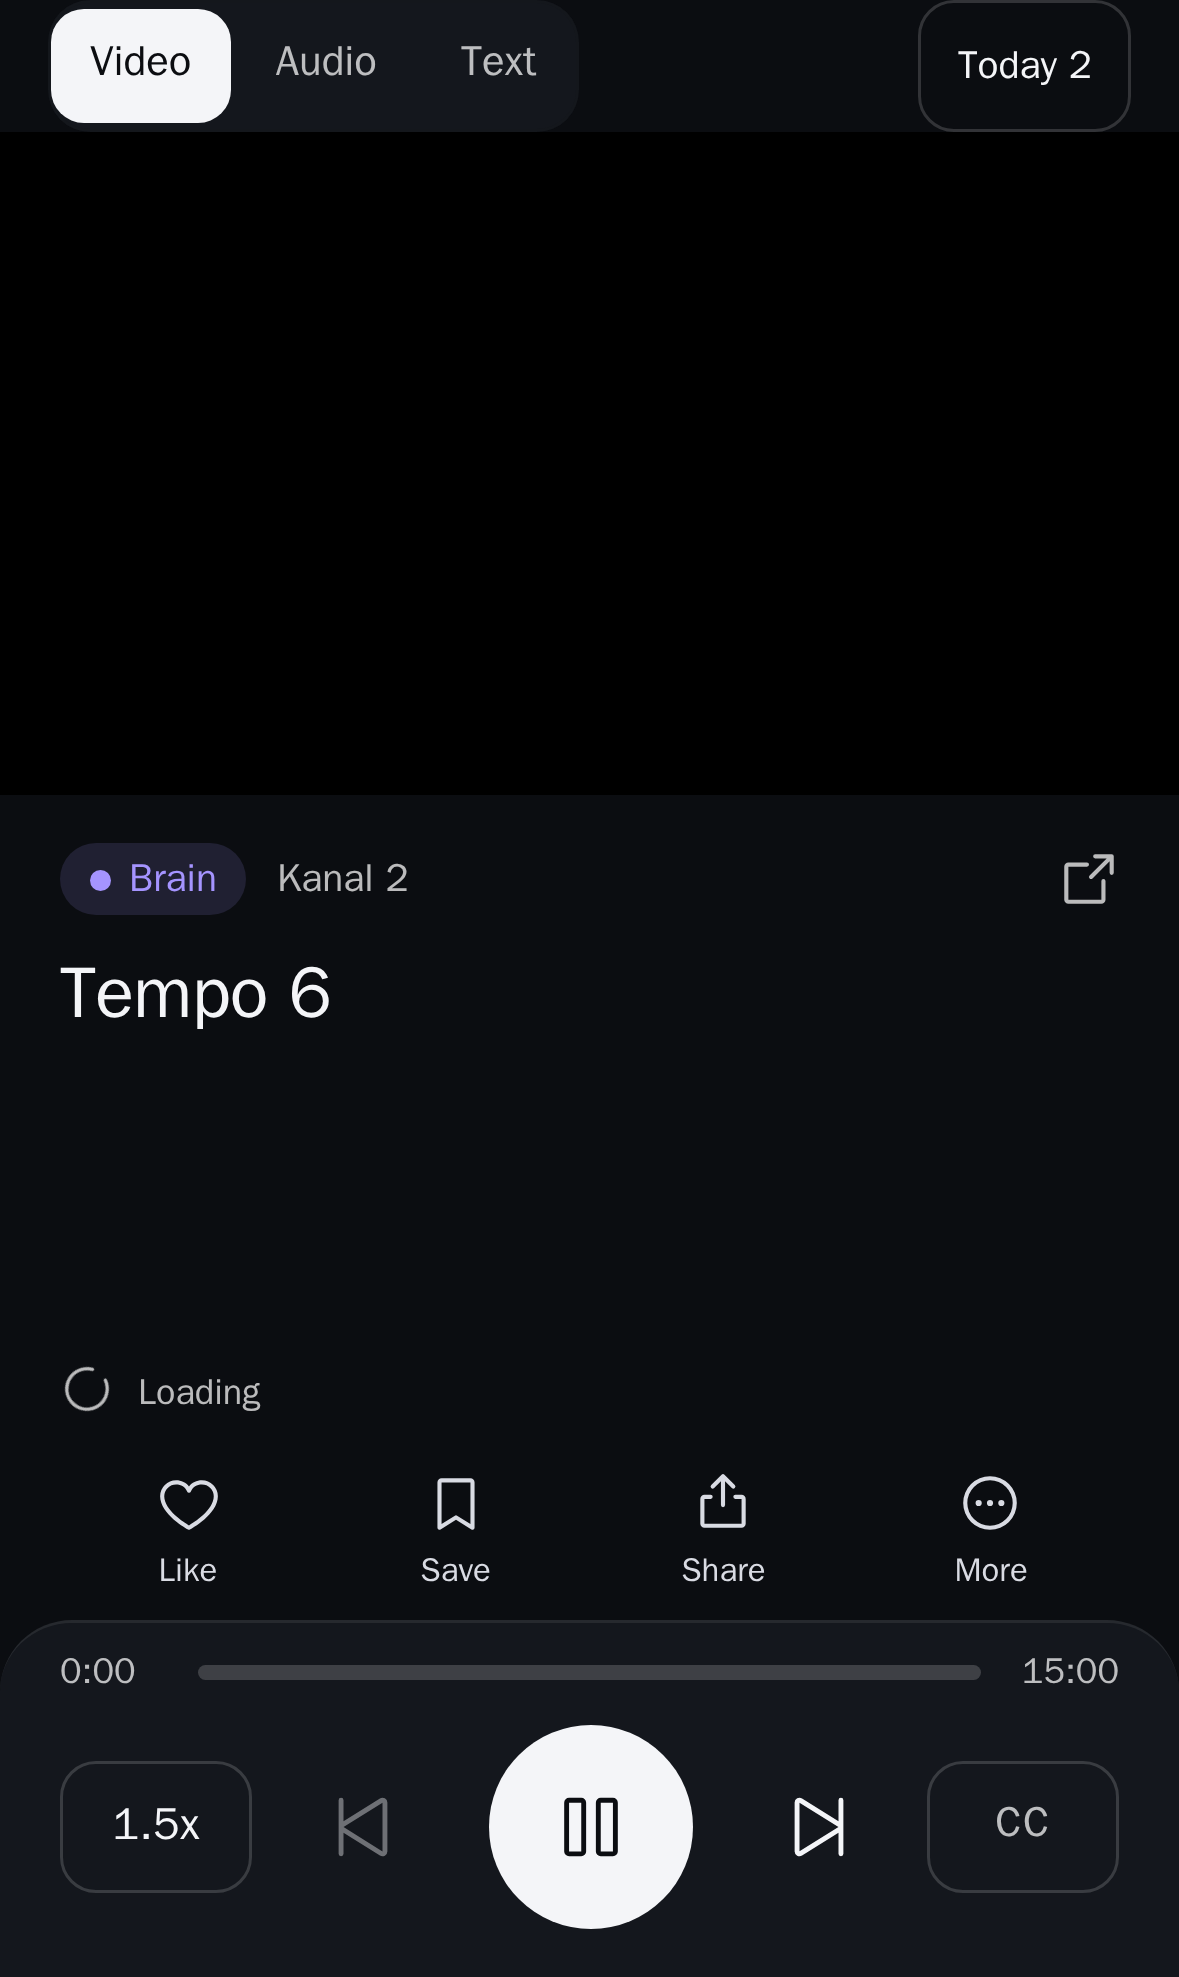 Video Audio Text Today 2
Brain Kanal 2
Tempo 6
Loading
Like Save Share More
0:00 15:00
1.5x CC